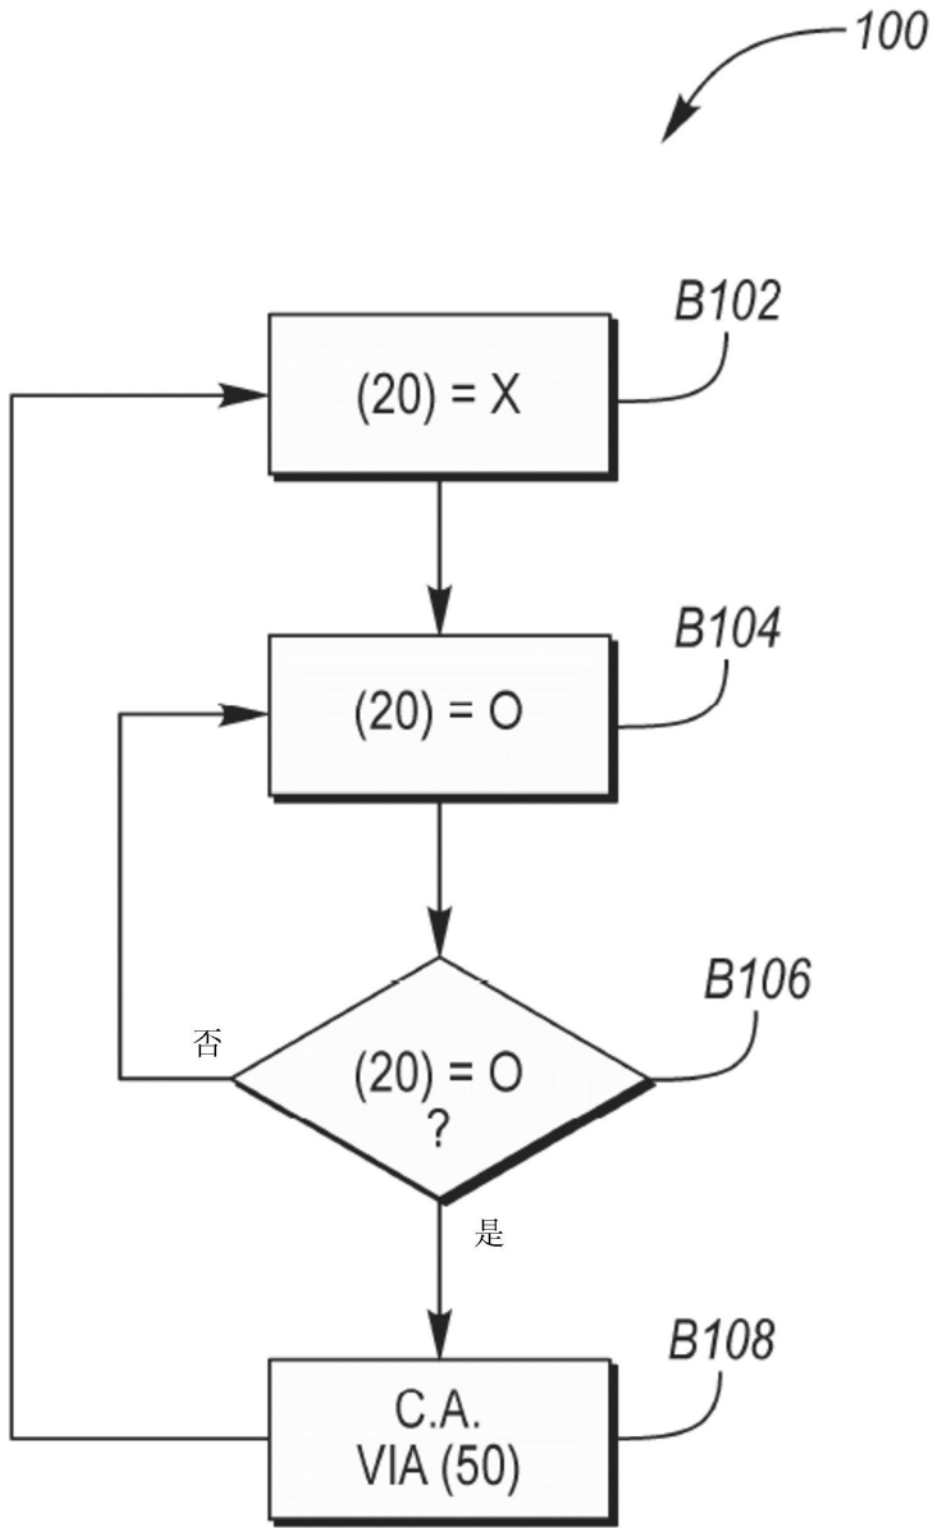 100
B102
(20) = X
B104
(20) = O
B106
否
(20) = O
?
是
B108
C.A.
VIA (50)